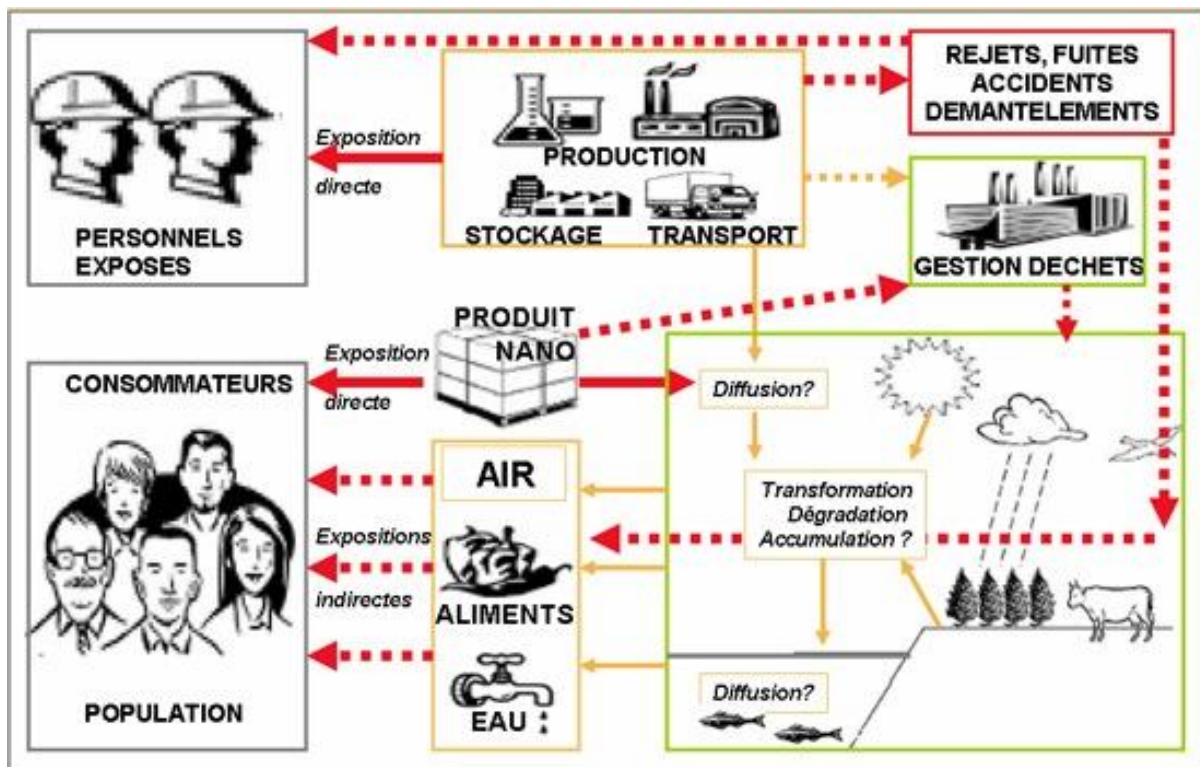 REJETS, FUITES
ACCIDENTS
DEMANTELEMENTS
Exposition
directe
PRODUCTION
STOCKAGE
TRANSPORT
PERSONNELS
EXPOSES
GESTION DECHETS
PRODUIT
NANO
Exposition
directe
CONSOMMATEURS
Diffusion?
AIR
Transformation
Dégradation
Accumulation ?
Expositions
indirectes
ALIMENTS
EAU
Diffusion?
POPULATION